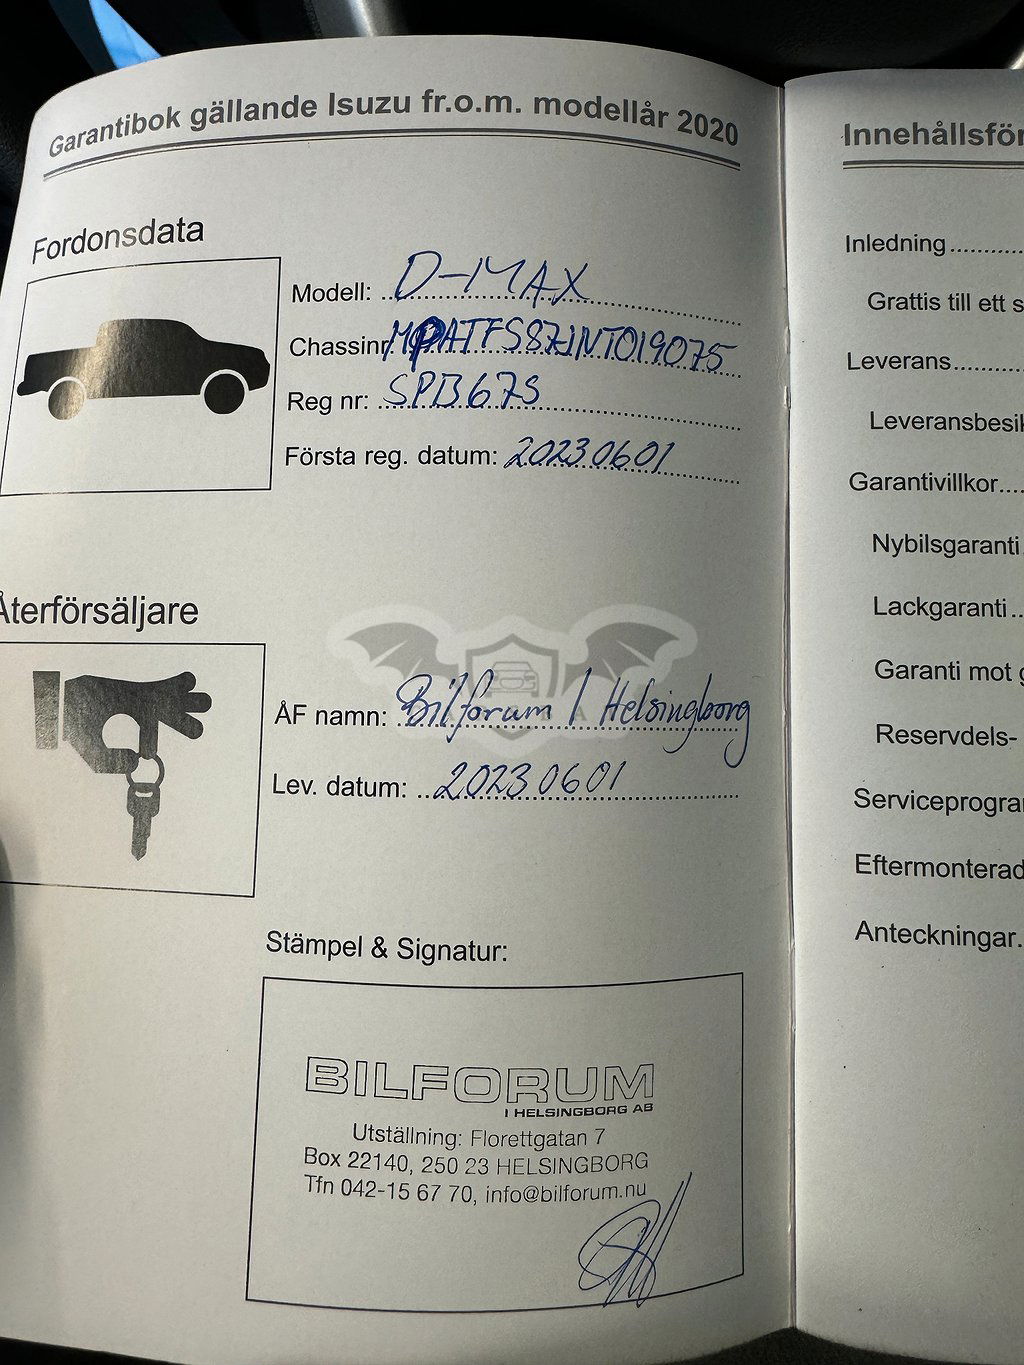 Garantibok gällande Isuzu fr.o.m. modellår 2020
Fordonsdata
Modell: D-MAX
Chassinr MPATFS87JNT019075
Reg nr: SPB67S
Första reg. datum: 20230601
Återförsäljare
ÅF namn: Bilforum I Helsingborg
Lev. datum: 20230601
Stämpel & Signatur:
BILFORUM
I HELSINGBORG AB
Utställning: Florettgatan 7
Box 22140, 250 23 HELSINGBORG
Tfn 042-15 67 70, info@bilforum.nu
Innehållsför
Inledning
Grattis till ett s
Leverans
Leveransbesik
Garantivillkor
Nybilsgaranti
Lackgaranti
Garanti mot g
Reservdels-
Serviceprogra
Eftermonterad
Anteckningar